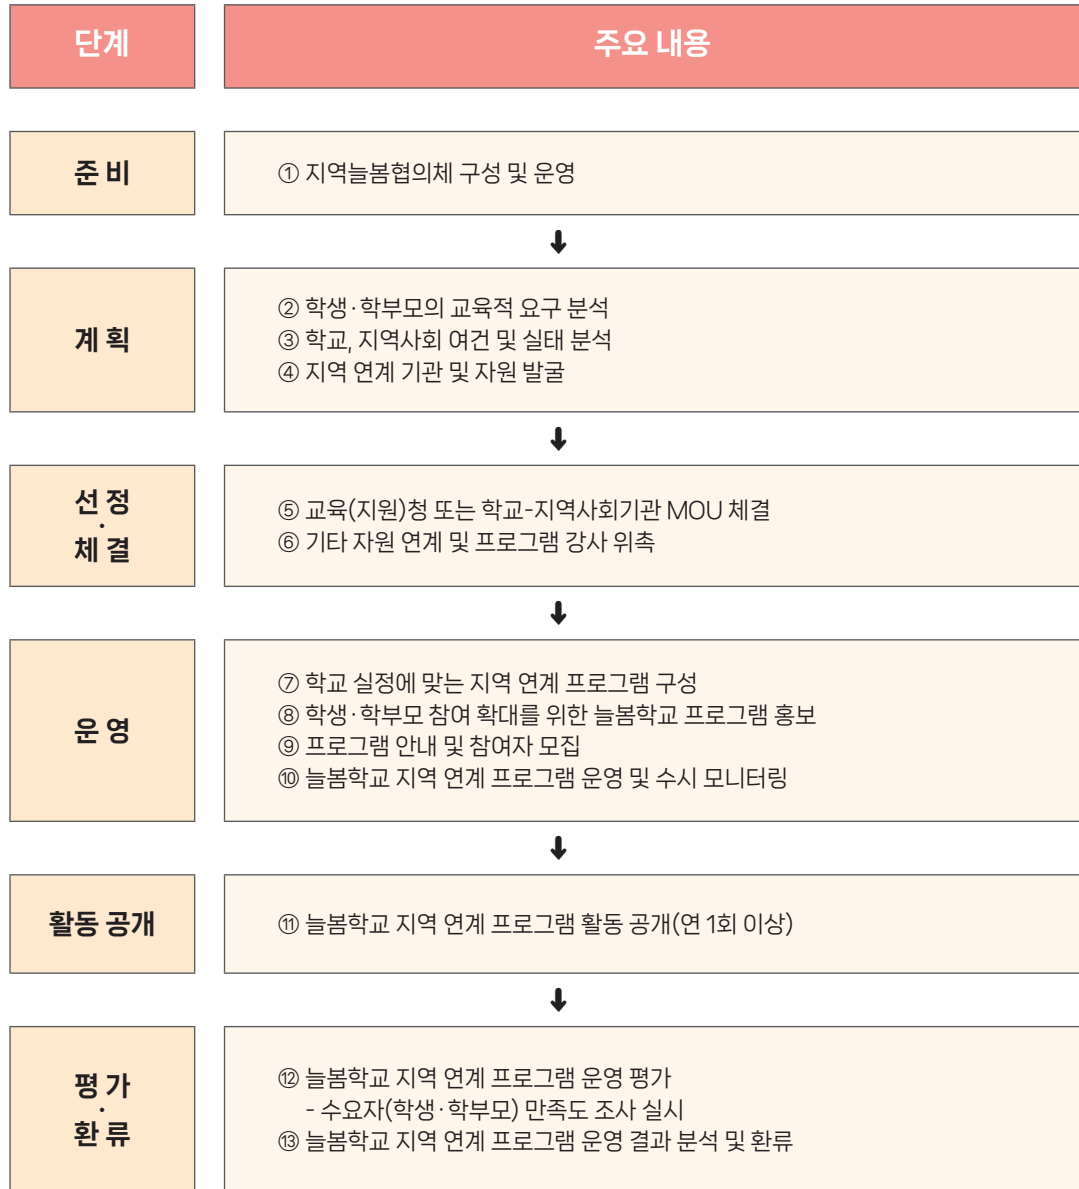 단계
주요 내용
준 비
① 지역늘봄협의체 구성 및 운영
계 획
② 학생·학부모의 교육적 요구 분석
③ 학교, 지역사회 여건 및 실태 분석
④ 지역 연계 기관 및 자원 발굴
선 정
·
체 결
⑤ 교육(지원)청 또는 학교-지역사회기관 MOU 체결
⑥ 기타 자원 연계 및 프로그램 강사 위촉
운 영
⑦ 학교 실정에 맞는 지역 연계 프로그램 구성
⑧ 학생·학부모 참여 확대를 위한 늘봄학교 프로그램 홍보
⑨ 프로그램 안내 및 참여자 모집
⑩ 늘봄학교 지역 연계 프로그램 운영 및 수시 모니터링
활동 공개
⑪ 늘봄학교 지역 연계 프로그램 활동 공개(연 1회 이상)
평 가
·
환 류
⑫ 늘봄학교 지역 연계 프로그램 운영 평가
- 수요자(학생·학부모) 만족도 조사 실시
⑬ 늘봄학교 지역 연계 프로그램 운영 결과 분석 및 환류